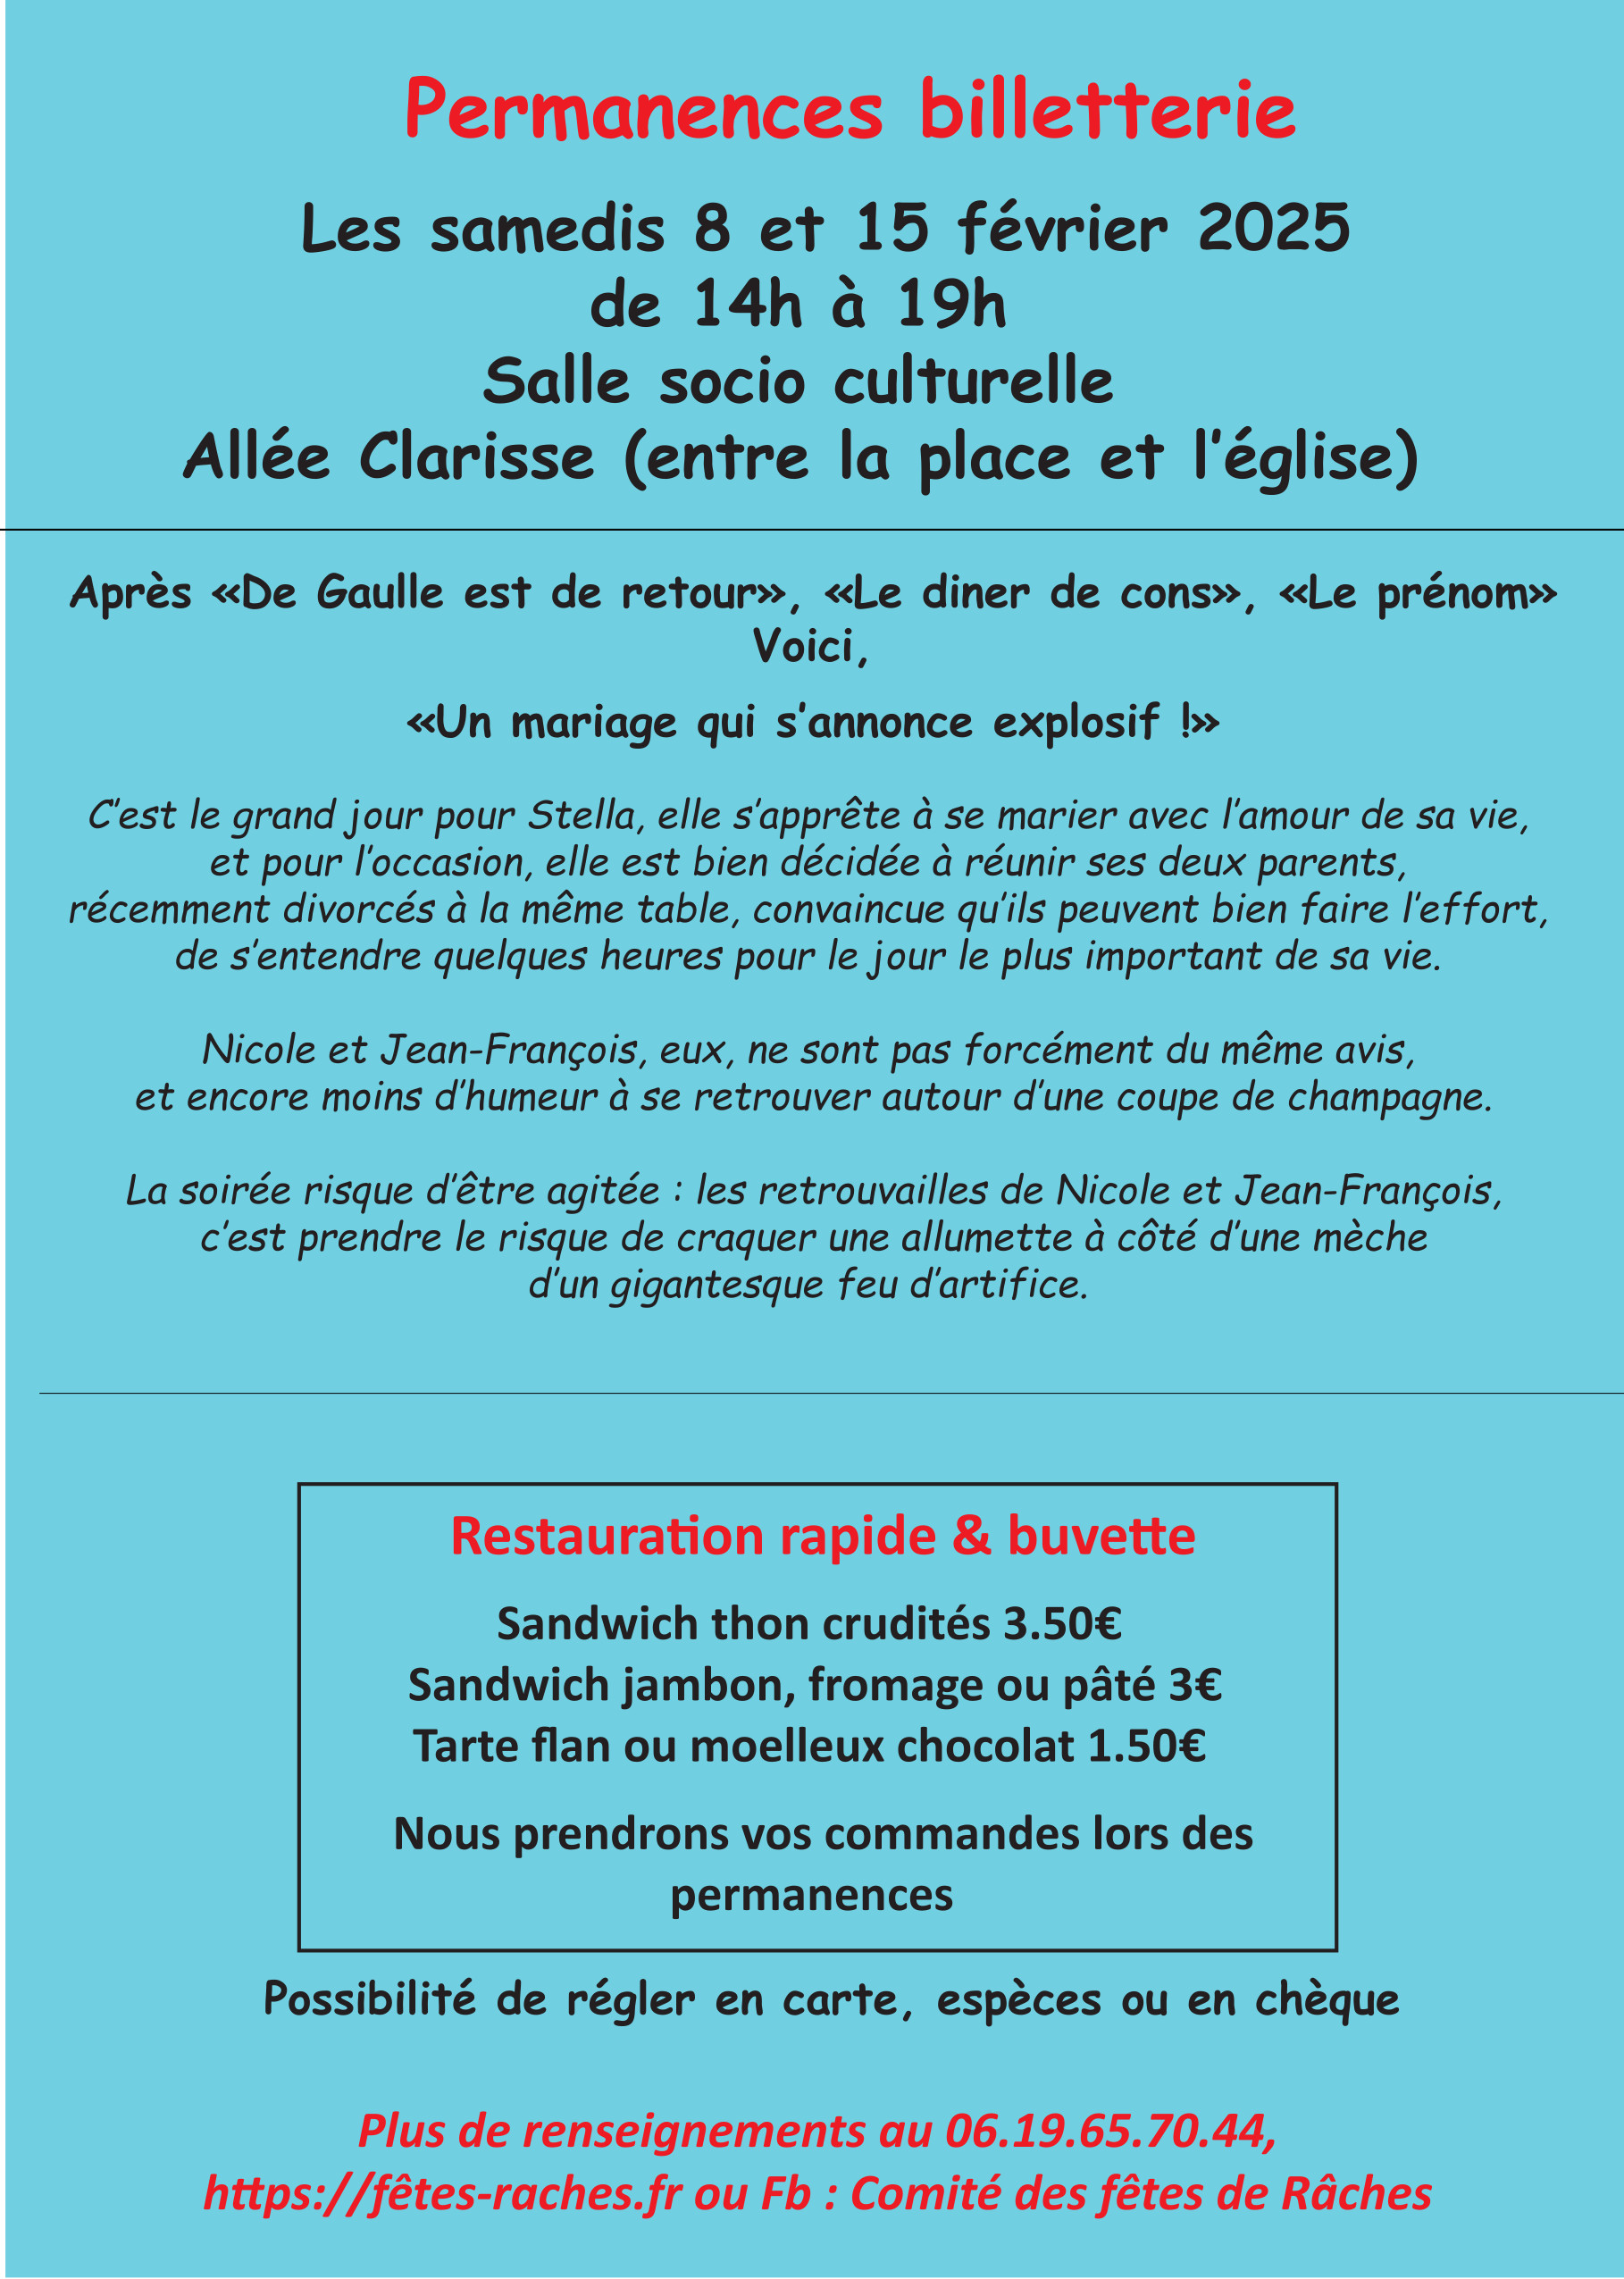 Permanences billetterie
Les samedis 8 et 15 février 2025
de 14h à 19h
Salle socio culturelle
Allée Clarisse (entre la place et l'église)
Après «De Gaulle est de retour», «Le diner de cons», «Le prénom»
Voici,
«Un mariage qui s'annonce explosif !»
C'est le grand jour pour Stella, elle s'apprête à se marier avec l'amour de sa vie,
et pour l'occasion, elle est bien décidée à réunir ses deux parents,
récemment divorcés à la même table, convaincue qu'ils peuvent bien faire l'effort,
de s'entendre quelques heures pour le jour le plus important de sa vie.
Nicole et Jean-François, eux, ne sont pas forcément du même avis,
et encore moins d'humeur à se retrouver autour d'une coupe de champagne.
La soirée risque d'être agitée : les retrouvailles de Nicole et Jean-François,
c'est prendre le risque de craquer une allumette à côté d'une mèche
d'un gigantesque feu d'artifice.
Restauration rapide & buvette
Sandwich thon crudités 3.50€
Sandwich jambon, fromage ou pâté 3€
Tarte flan ou moelleux chocolat 1.50€
Nous prendrons vos commandes lors des
permanences
Possibilité de régler en carte, espèces ou en chèque
Plus de renseignements au 06.19.65.70.44,
https://fêtes-raches.fr ou Fb : Comité des fêtes de Râches